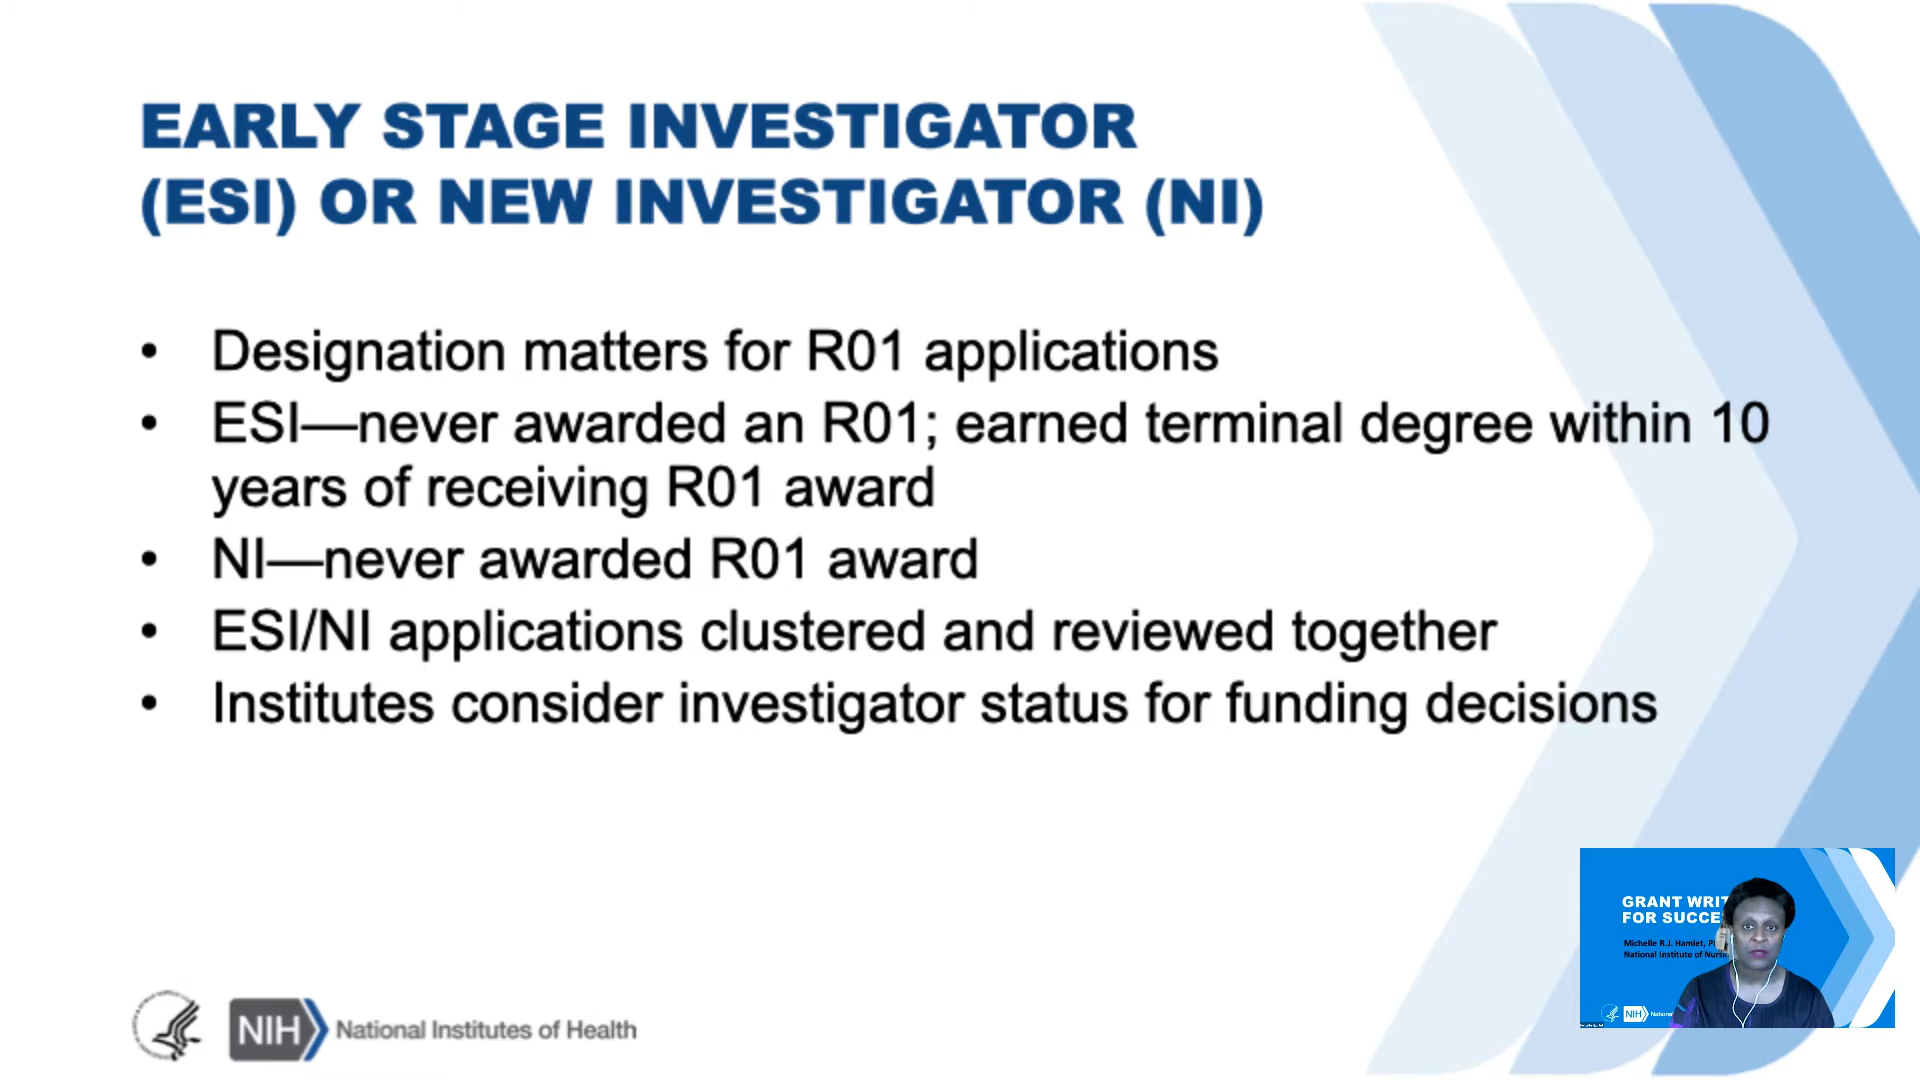 EARLY STAGE INVESTIGATOR
(ESI) OR NEW INVESTIGATOR (NI)
• Designation matters for R01 applications
• ESI—never awarded an R01; earned terminal degree within 10
years of receiving R01 award
• NI—never awarded R01 award
• ESI/NI applications clustered and reviewed together
• Institutes consider investigator status for funding decisions
NIH National Institutes of Health
GRANT WRIT
FOR SUCCE
Michelle R.J. Hamlet, P
National Institute of Nurs
NIH